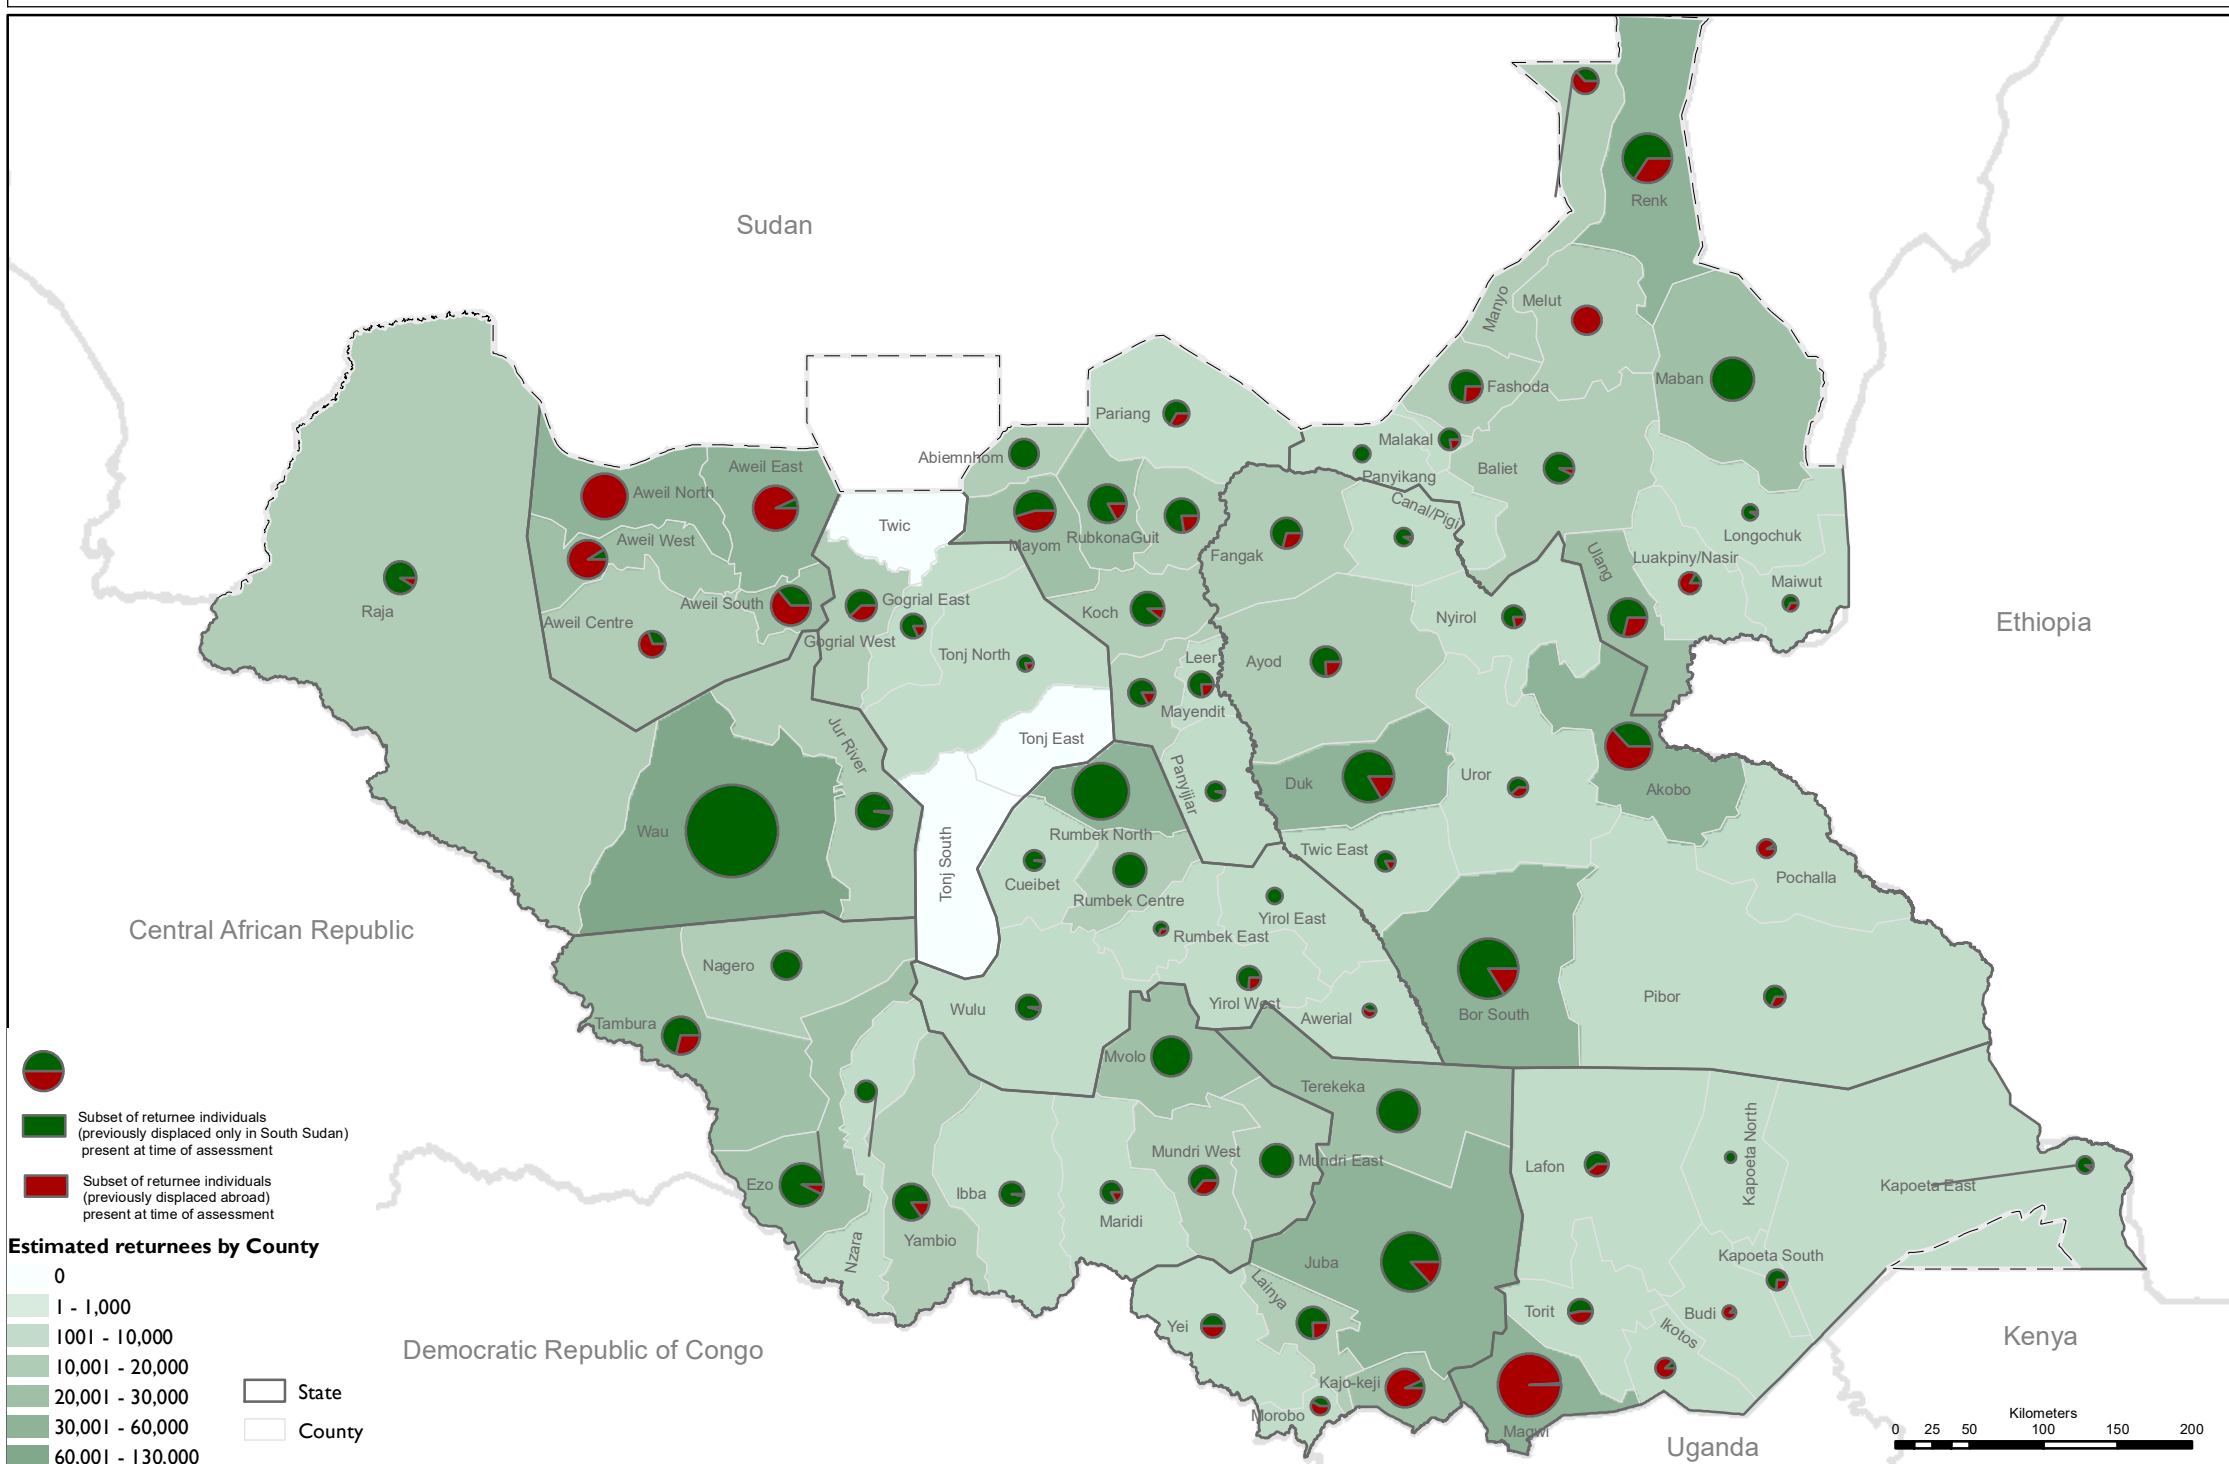 Sudan
Renk
Manyo
Melut
Maban
Fashoda
Pariang
Malakal
Abiemnhom
Panyikang
Baliet
Aweil East
Aweil North
Twic
Canal/Pigi
Longochuk
Aweil West
Mayom
Rubkona
Guit
Fangak
Ulang
Luakpiny/Nasir
Maiwut
Raja
Aweil South
Aweil Centre
Gogrial East
Gogrial West
Koch
Nyirol
Ethiopia
Tonj North
Leer
Ayod
Mayendit
Jur River
Tonj East
Panyijiar
Duk
Uror
Akobo
Wau
Tonj South
Rumbek North
Cueibet
Rumbek Centre
Twic East
Pochalla
Central African Republic
Yirol East
Rumbek East
Nagero
Wulu
Yirol West
Awerial
Bor South
Pibor
Tambura
Mvolo
Terekeka
Subset of returnee individuals
(previously displaced only in South Sudan)
present at time of assessment
Subset of returnee individuals
(previously displaced abroad)
present at time of assessment
Mundri West
Mundri East
Lafon
Kapoeta North
Kapoeta East
Ezo
Ibba
Maridi
Yambio
Nzara
Juba
Kapoeta South
Lainya
Torit
Budi
Ikotos
Yei
Kajo-keji
Morobo
Magwi
Democratic Republic of Congo
Kenya
Uganda
Estimated returnees by County
0
1 - 1,000
1001 - 10,000
10,001 - 20,000
20,001 - 30,000
30,001 - 60,000
60,001 - 130,000
State
County
Kilometers
0 25 50 100 150 200